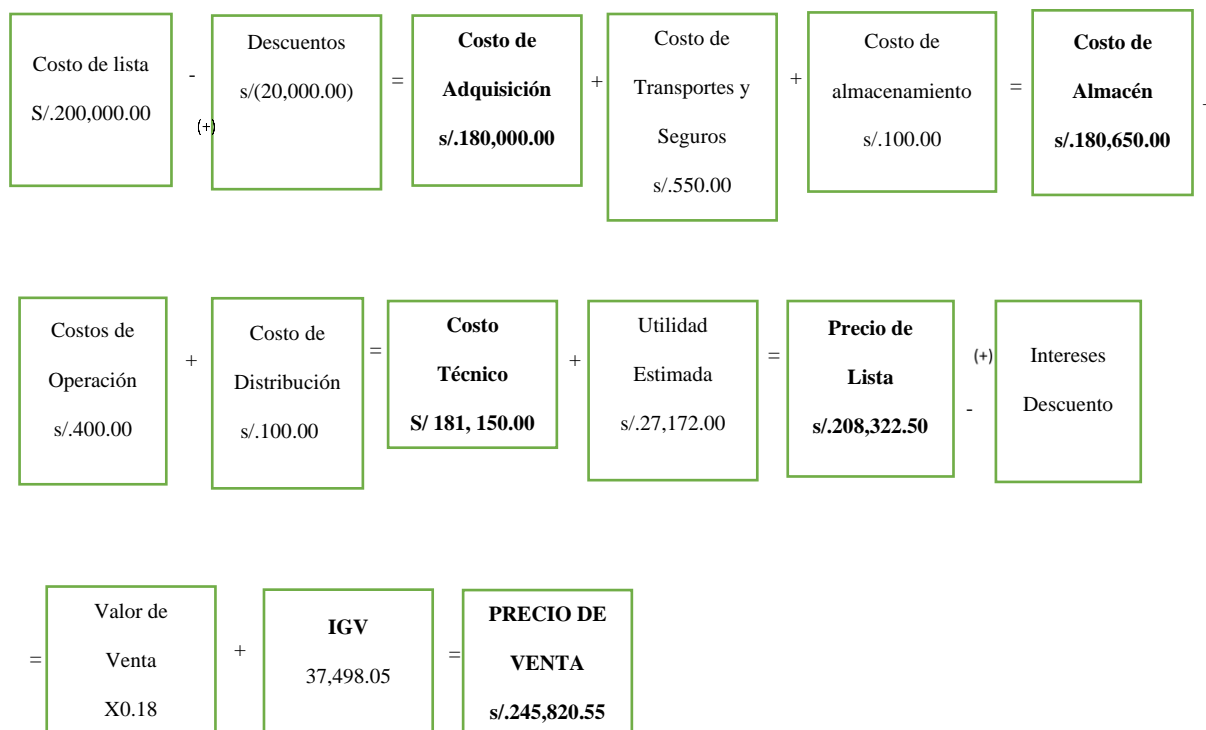 Costo de lista
S/.200,000.00
-
(+)
Descuentos
s/(20,000.00)
=
Costo de
Adquisición
s/.180,000.00
+
Costo de
Transportes y
Seguros
s/.550.00
+
Costo de
almacenamiento
s/.100.00
=
Costo de
Almacén
s/.180,650.00
Costos de
Operación
s/.400.00
+
Costo de
Distribución
s/.100.00
=
Costo
Técnico
S/ 181, 150.00
+
Utilidad
Estimada
s/.27,172.00
=
Precio de
Lista
s/.208,322.50
(+)
-
Intereses
Descuento
=
Valor de
Venta
X0.18
+
IGV
37,498.05
=
PRECIO DE
VENTA
s/.245,820.55